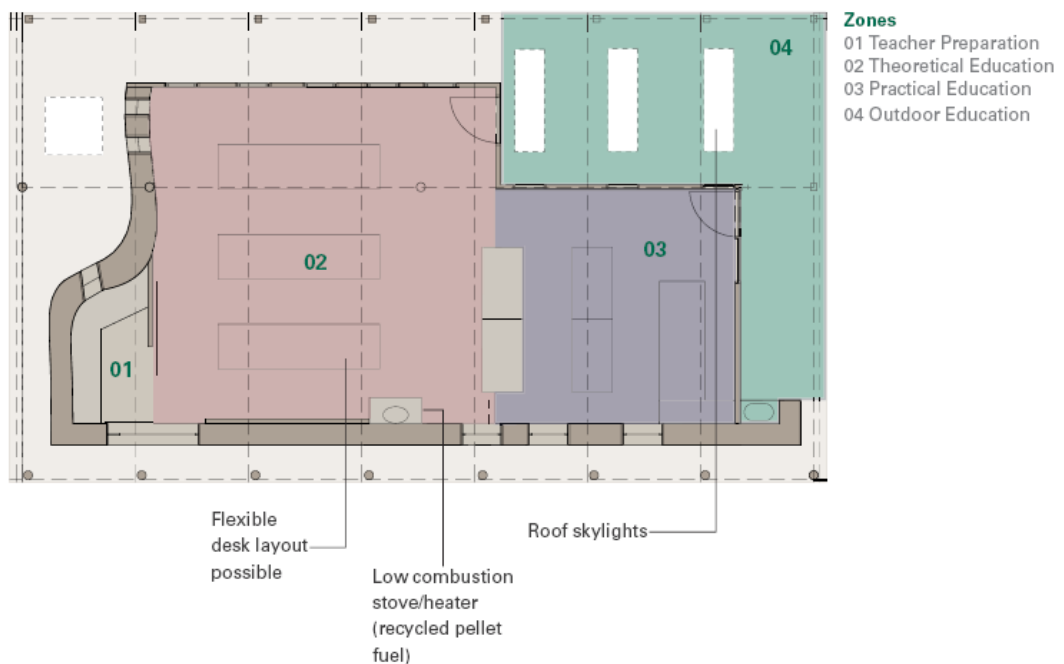 Zones
01 Teacher Preparation
02 Theoretical Education
03 Practical Education
04 Outdoor Education
04
02
03
01
Flexible
desk layout
possible
Low combustion
stove/heater
(recycled pellet
fuel)
Roof skylights